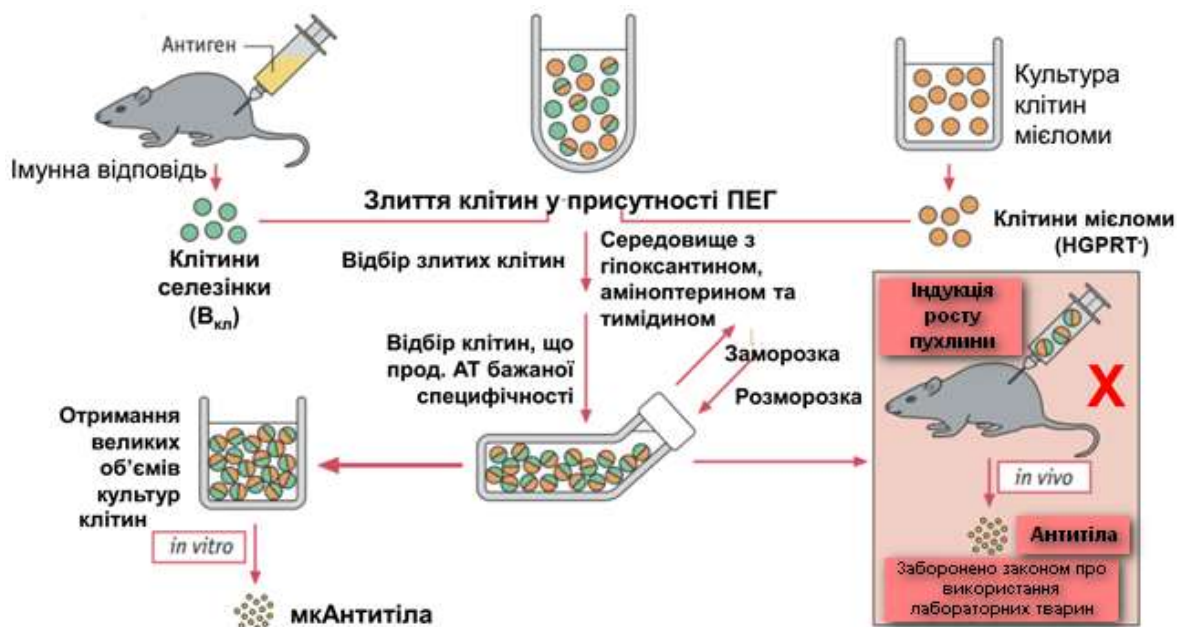 Антиген
Імунна відповідь
Клітини
селезінки
(Вкл)
Злиття клітин у присутності ПЕГ
Культура
клітин
мієломи
Клітини мієломи
(HGPRT-)
Відбір злитих клітин
Середовище з
гіпоксантином,
аміноптерином та
тимідином
Відбір клітин, що
прод. АТ бажаної
специфічності
Заморозка
Розморозка
Отримання
великих
об’ємів
культур
клітин
in vitro
мкАнтитіла
Індукція
росту
пухлини
X
in vivo
Антитіла
Заборонено законом про
використання
лабораторних тварин